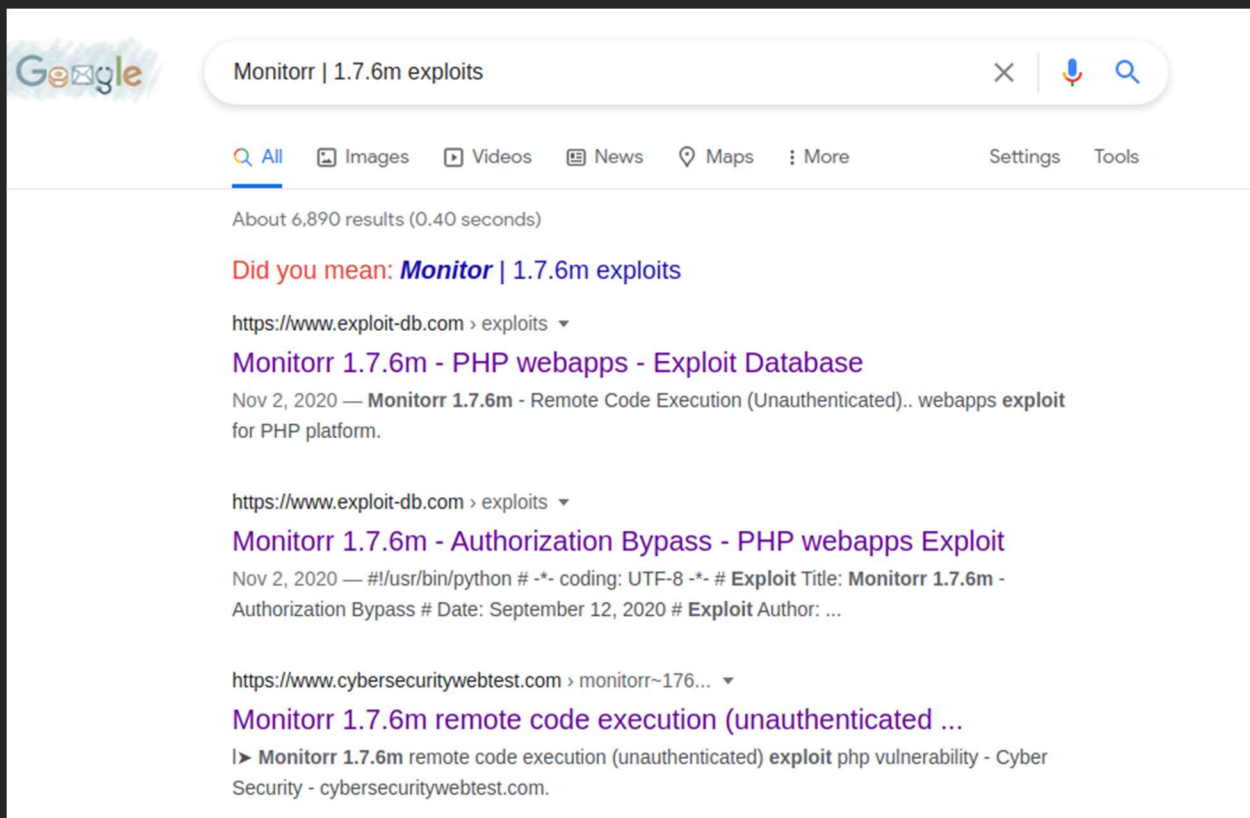 Google
Monitorr | 1.7.6m exploits
All Images Videos News Maps More Settings Tools
About 6,890 results (0.40 seconds)
Did you mean: Monitor | 1.7.6m exploits
https://www.exploit-db.com › exploits
Monitorr 1.7.6m - PHP webapps - Exploit Database
Nov 2, 2020 — Monitorr 1.7.6m - Remote Code Execution (Unauthenticated).. webapps exploit
for PHP platform.
https://www.exploit-db.com › exploits
Monitorr 1.7.6m - Authorization Bypass - PHP webapps Exploit
Nov 2, 2020 — #!/usr/bin/python # -*- coding: UTF-8 -*- # Exploit Title: Monitorr 1.7.6m -
Authorization Bypass # Date: September 12, 2020 # Exploit Author: ...
https://www.cybersecuritywebtest.com › monitorr~176...
Monitorr 1.7.6m remote code execution (unauthenticated ...
l➤ Monitorr 1.7.6m remote code execution (unauthenticated) exploit php vulnerability - Cyber
Security - cybersecuritywebtest.com.